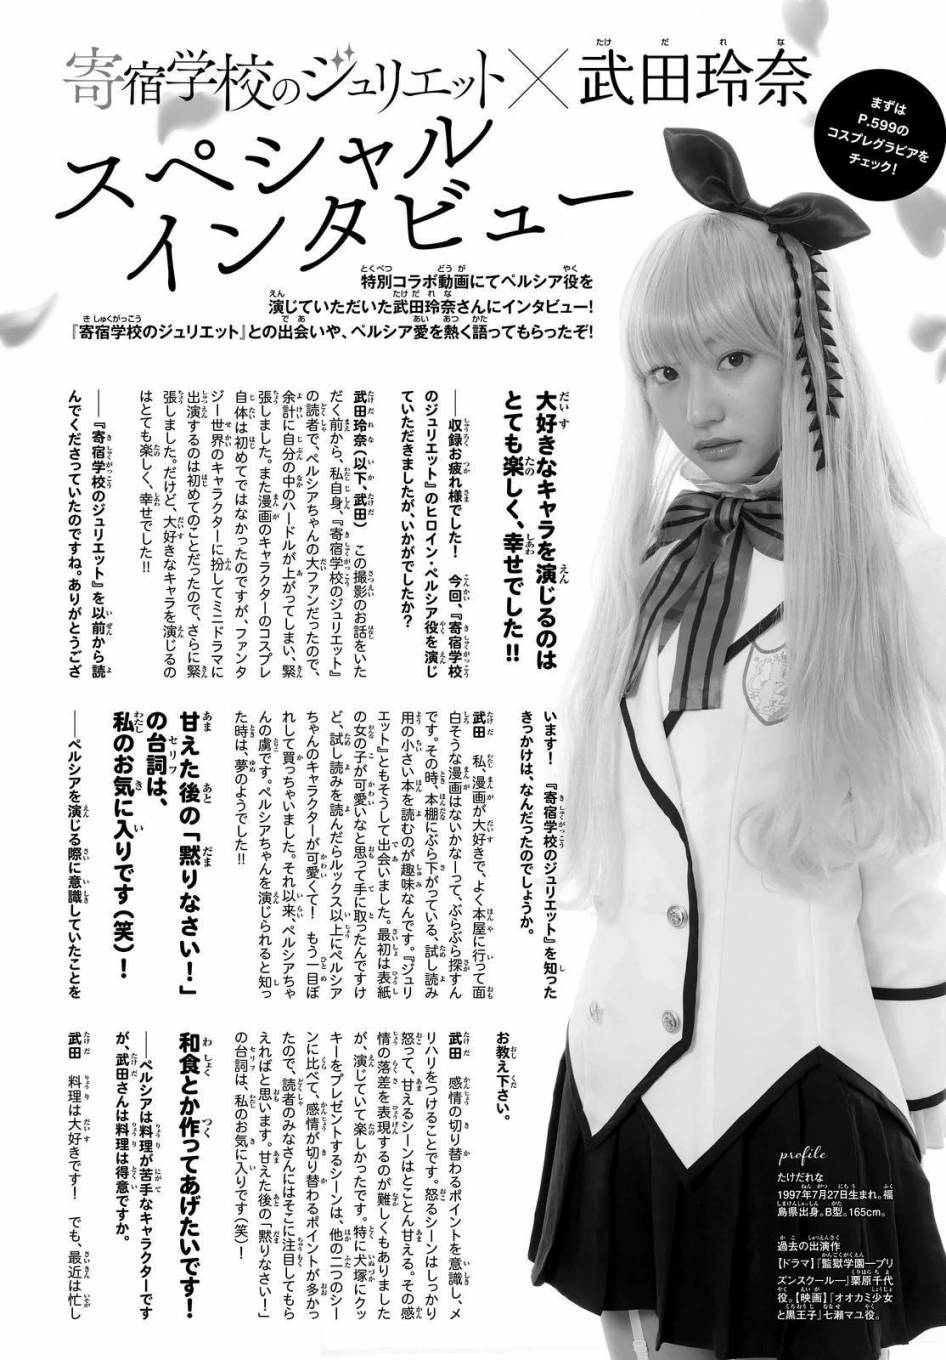 寄宿学校のジュリエット×武田玲奈
スペシャル
インタビュー
まずは
P.599の
コスプレグラビアを
チェック!
特別コラボ動画にてペルシア役を
演じていただいた武田玲奈さんにインタビュー!
『寄宿学校のジュリエット』との出会いや、ペルシア愛を熱く語ってもらったぞ!
大好きなキャラを演じるのは
とても楽しく、幸せでした!!
――収録お疲れ様でした! 今回、『寄宿学校
のジュリエット』のヒロイン・ペルシア役を演じ
ていただきましたが、いかがでしたか?
武田玲奈(以下、武田) この撮影のお話をいた
だく前から、私自身、『寄宿学校のジュリエット』
の読者で、ペルシアちゃんの大ファンだったので、
余計に自分の中のハードルが上がってしまい、緊
張しました。また漫画のキャラクターのコスプレ
自体は初めてではなかったのですが、ファンタ
ジー世界のキャラクターに扮してミニドラマに
出演するのは初めてのことだったので、さらに緊
張しました。だけど、大好きなキャラを演じるの
はとても楽しく、幸せでした!!
――『寄宿学校のジュリエット』を以前から読
んでくださっていたのですね。ありがとうござ
います! 『寄宿学校のジュリエット』を知った
きっかけは、なんだったのでしょうか。
武田 私、漫画が大好きで、よく本屋に行って面
白そうな漫画はないかなーって、ぶらぶら探すん
です。その時、本棚にぶら下がっている、試し読み
用の小さい本を読むのが趣味なんです。『ジュリ
エット』ともそうして出会いました。最初は表紙
の女の子が可愛いなと思って手に取ったんですけ
ど、試し読みを読んだらルックス以上にペルシア
ちゃんのキャラクターが可愛くて! もう一目ぼ
れして買っちゃいました。それ以来、ペルシアちゃ
んの虜です。ペルシアちゃんを演じられると知っ
た時は、夢のようでした!!
甘えた後の「黙りなさい!」
の台詞は、
私のお気に入りです(笑)!
――ペルシアを演じる際に意識していたことを
お教え下さい。
武田 感情の切り替わるポイントを意識し、メ
リハリをつけることです。怒るシーンはしっかり
怒って、甘えるシーンはとことん甘える。その感
情の落差を表現するのが難しくもありました
が、演じていて楽しかったです。特に犬塚にクッ
キーをプレゼントするシーンは、他の二つのシー
ンに比べて、感情が切り替わるポイントが多かっ
たので、読者のみなさんにはそこに注目してもら
えればと思います。甘えた後の「黙りなさい!」
の台詞は、私のお気に入りです(笑)!
和食とか作ってあげたいです!
――ペルシアは料理が苦手なキャラクターです
が、武田さんは料理は得意ですか。
武田 料理は大好きです! でも、最近は忙し
profile
たけだれな
1997年7月27日生まれ。福
島県出身。B型。165cm。
過去の出演作
【ドラマ】『監獄学園―プリ
ズンスクール―』栗原千代
役。【映画】『オオカミ少女
と黒王子』七瀬マユ役。